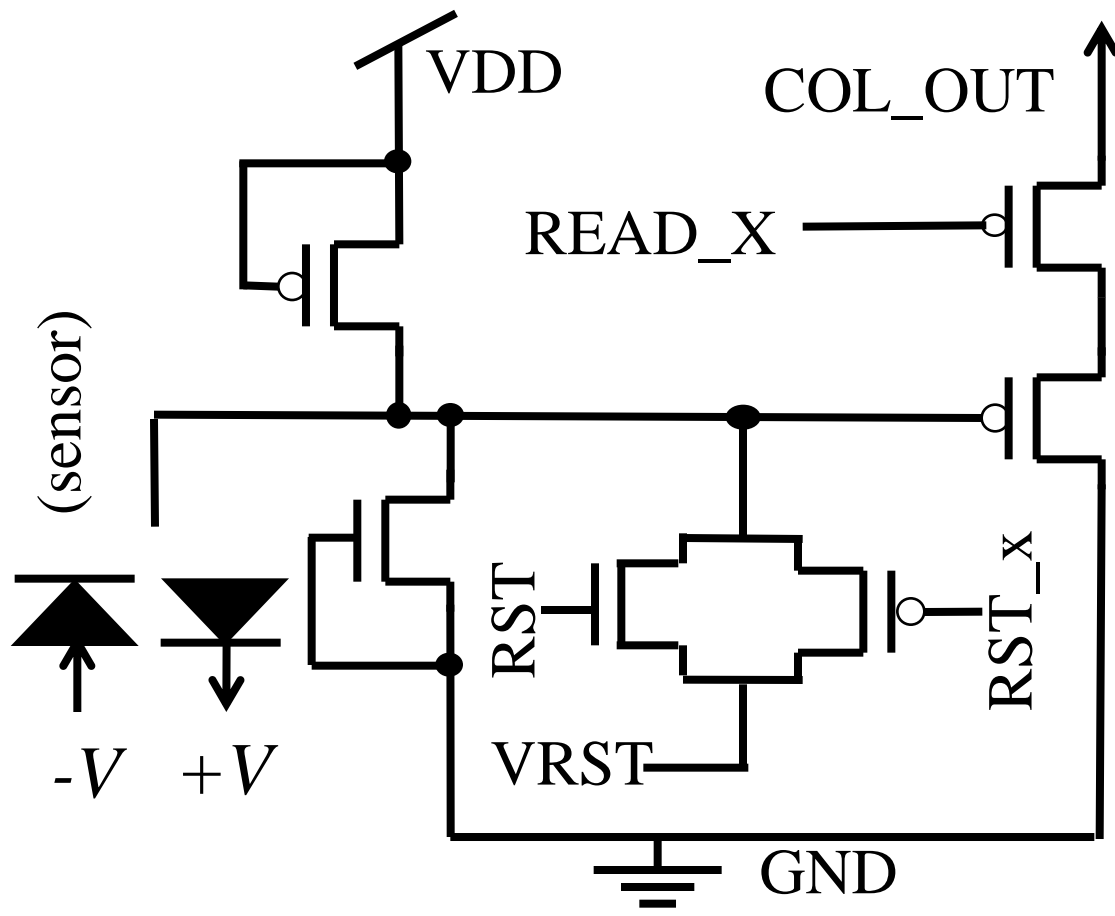 VDD
COL_OUT
READ_X
(sensor)
RST
RST_x
-V
+V
VRST
GND